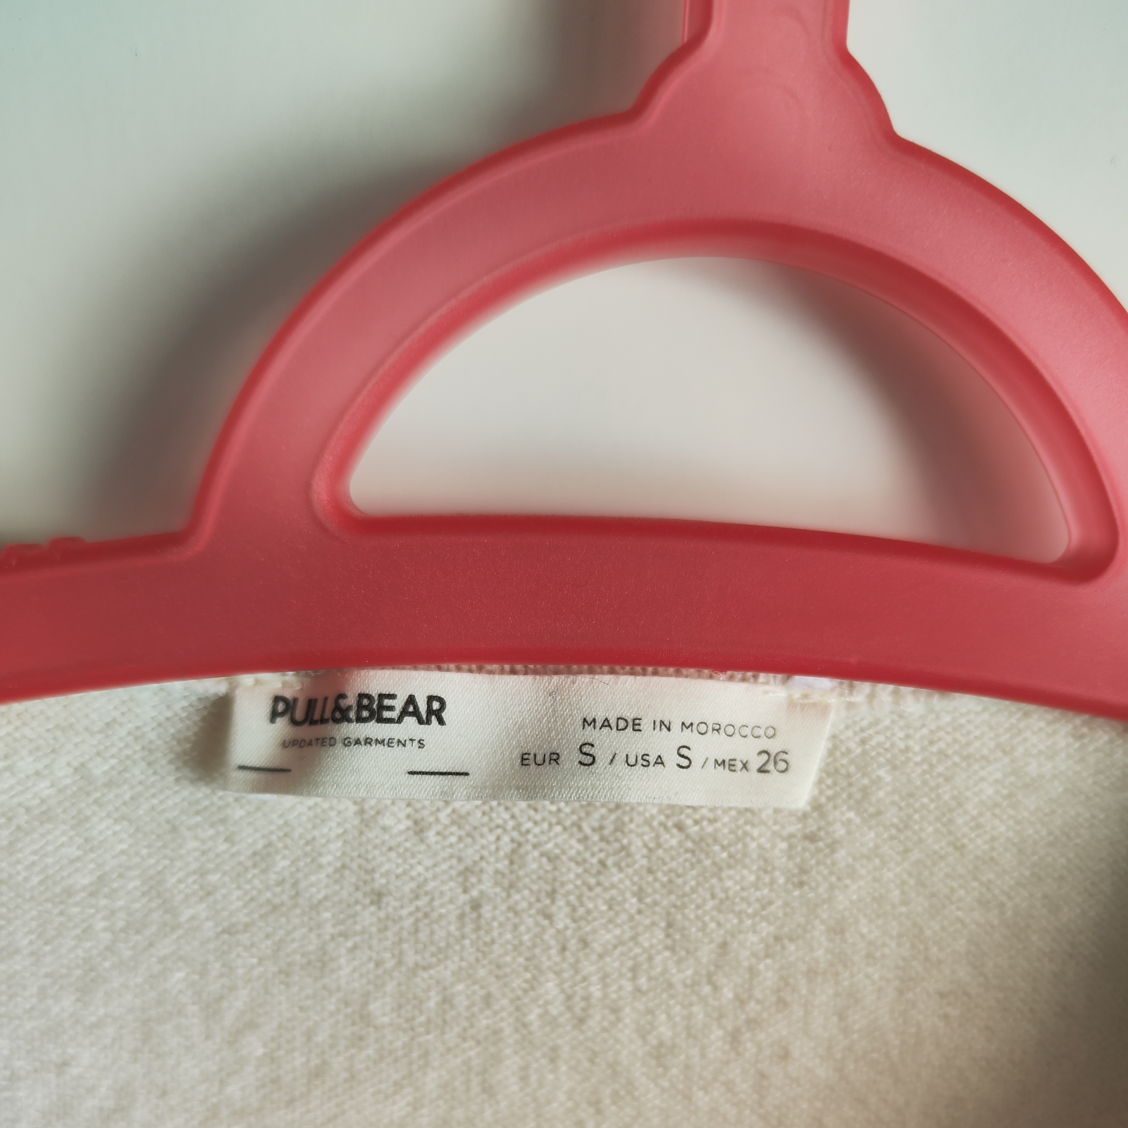 PULL&BEAR
UPDATED GARMENTS
MADE IN MOROCCO
EUR S / USA S / MEX 26